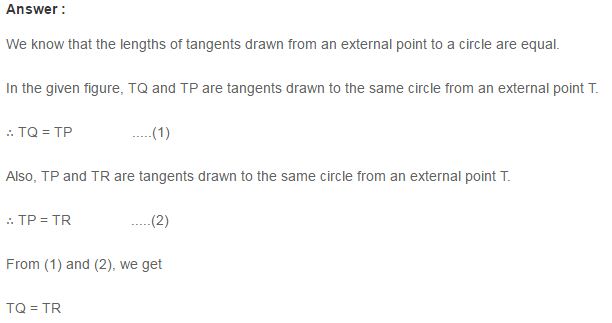 Answer :
We know that the lengths of tangents drawn from an external point to a circle are equal.
In the given figure, TQ and TP are tangents drawn to the same circle from an external point T.
∴ TQ = TP .....(1)
Also, TP and TR are tangents drawn to the same circle from an external point T.
∴ TP = TR .....(2)
From (1) and (2), we get
TQ = TR